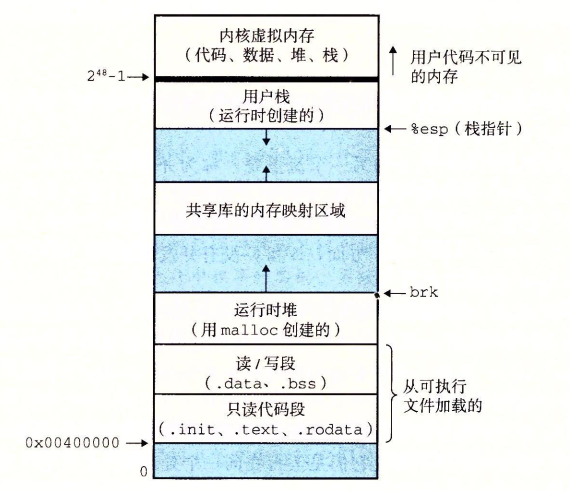 内核虚拟内存
（代码、数据、堆、栈）
用户代码不可见
的内存
2⁴⁸-1
用户栈
（运行时创建的）
%esp（栈指针）
共享库的内存映射区域
brk
运行时堆
（用 malloc 创建的）
读/写段
（.data、.bss）
从可执行
文件加载的
只读代码段
（.init、.text、.rodata）
0x00400000
0